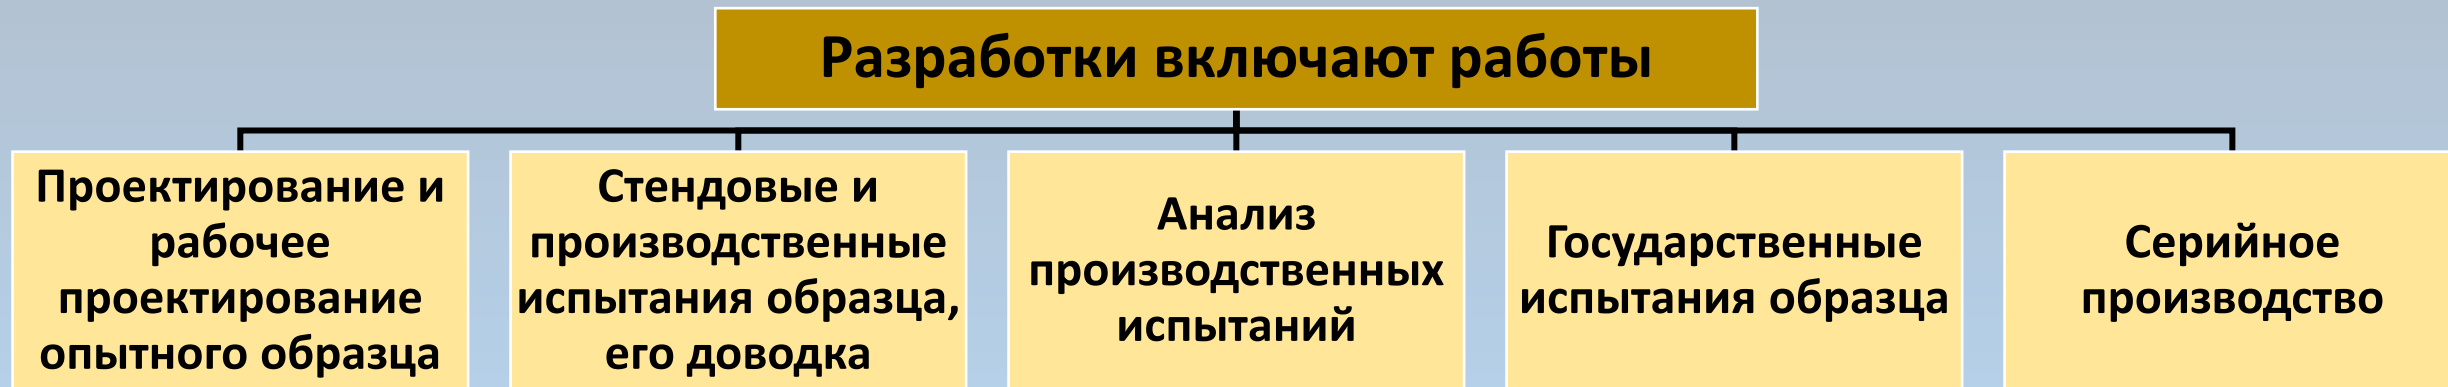 Разработки включают работы
Проектирование и
рабочее
проектирование
опытного образца
Стендовые и
производственные
испытания образца,
его доводка
Анализ
производственных
испытаний
Государственные
испытания образца
Серийное
производство